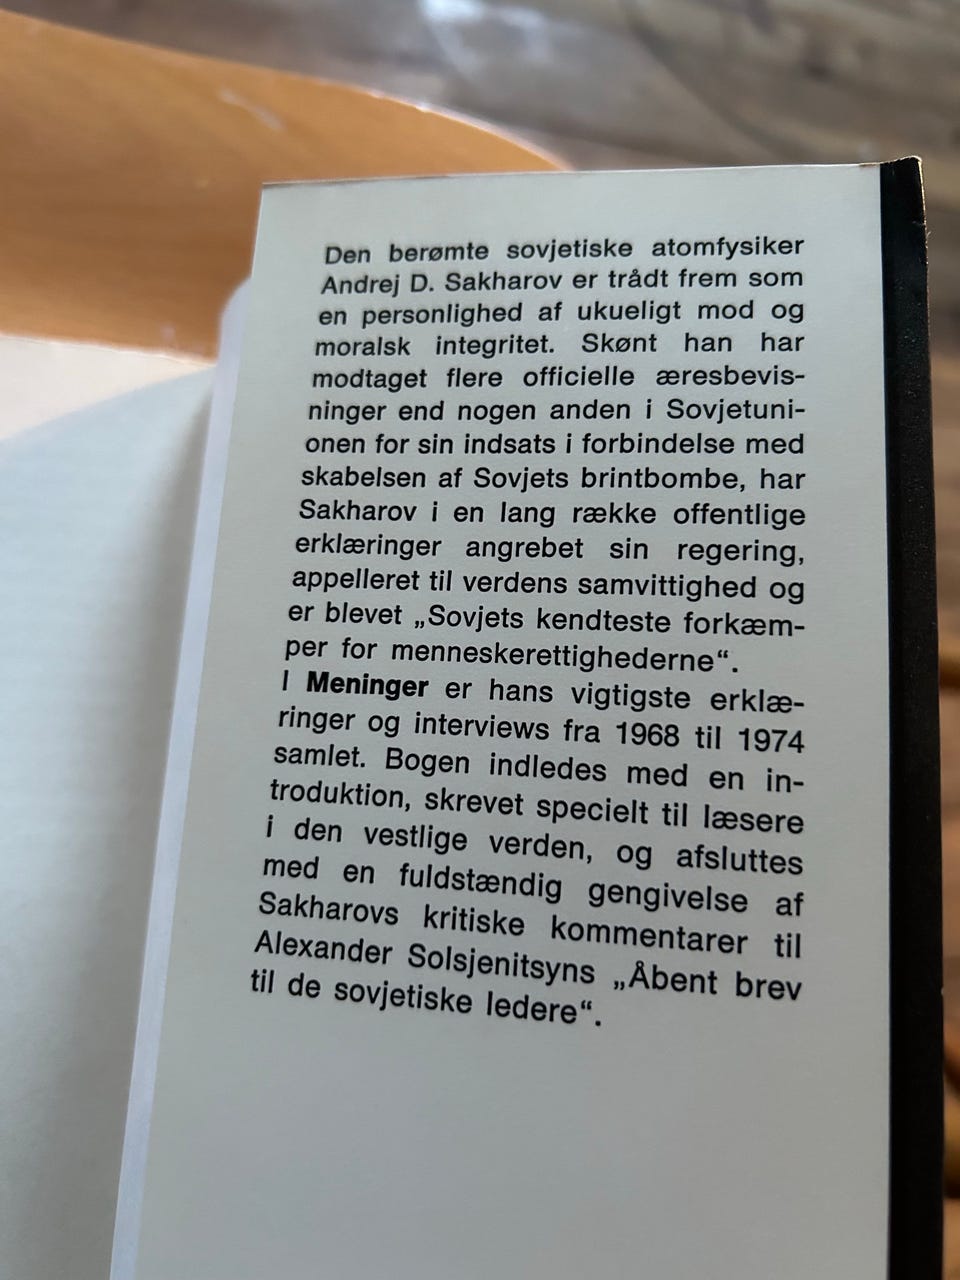 Den berømte sovjetiske atomfysiker
Andrej D. Sakharov er trådt frem som
en personlighed af ukueligt mod og
moralsk integritet. Skønt han har
modtaget flere officielle æresbevis-
ninger end nogen anden i Sovjetuni-
onen for sin indsats i forbindelse med
skabelsen af Sovjets brintbombe, har
Sakharov i en lang række offentlige
erklæringer angrebet sin regering,
appelleret til verdens samvittighed og
er blevet „Sovjets kendteste forkæm-
per for menneskerettighederne“.
I Meninger er hans vigtigste erklæ-
ringer og interviews fra 1968 til 1974
samlet. Bogen indledes med en in-
troduktion, skrevet specielt til læsere
i den vestlige verden, og afsluttes
med en fuldstændig gengivelse af
Sakharovs kritiske kommentarer til
Alexander Solsjenitsyns „Åbent brev
til de sovjetiske ledere“.